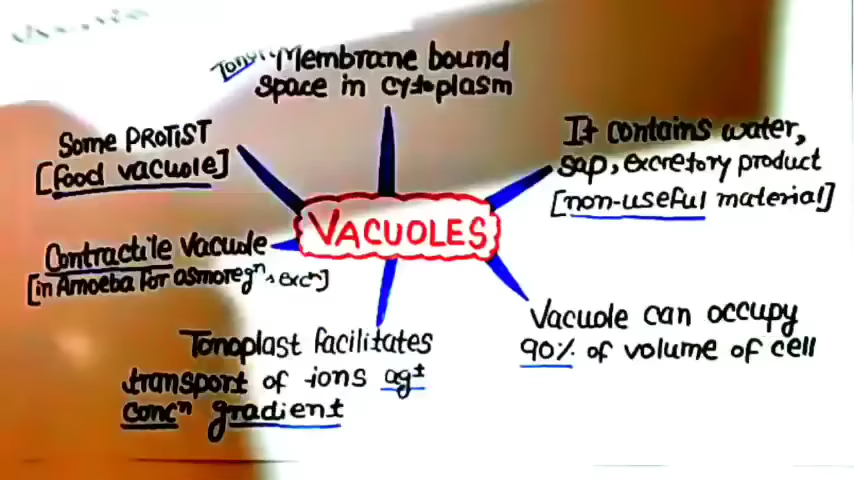 Membrane bound
space in cytoplasm
Some PROTIST
[food vacuole]
It contains water,
sap, excretory product
[non-useful material]
VACUOLES
Contractile Vacuole
[in Amoeba for osmoregⁿ, excⁿ]
Vacuole can occupy
90% of volume of cell
Tonoplast facilitates
transport of ions agᵗ
concⁿ gradient